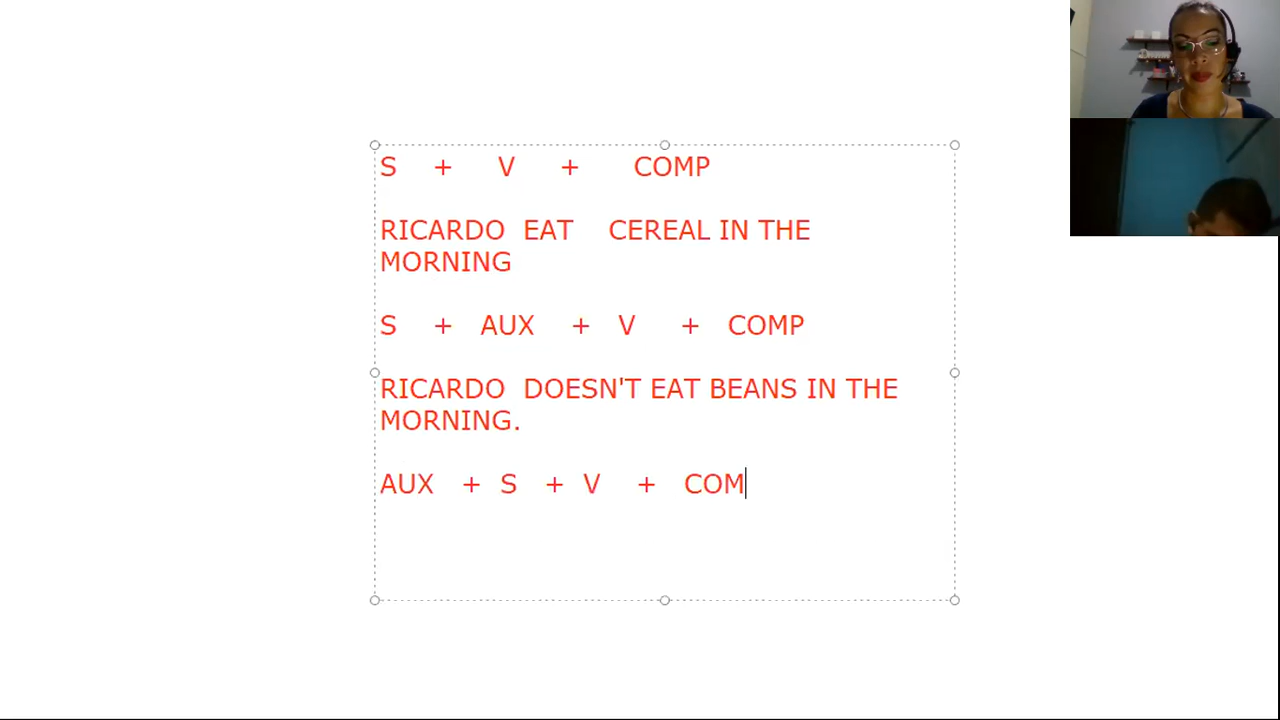 S + V + COMP
RICARDO EAT CEREAL IN THE
MORNING
S + AUX + V + COMP
RICARDO DOESN'T EAT BEANS IN THE
MORNING.
AUX + S + V + COM